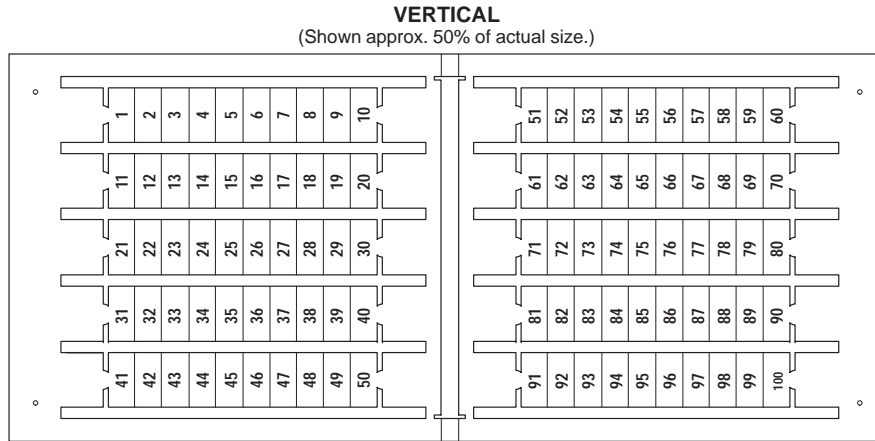 VERTICAL
(Shown approx. 50% of actual size.)
1 2 3 4 5 6 7 8 9 10
51 52 53 54 55 56 57 58 59 60
11 12 13 14 15 16 17 18 19 20
61 62 63 64 65 66 67 68 69 70
21 22 23 24 25 26 27 28 29 30
71 72 73 74 75 76 77 78 79 80
31 32 33 34 35 36 37 38 39 40
81 82 83 84 85 86 87 88 89 90
41 42 43 44 45 46 47 48 49 50
91 92 93 94 95 96 97 98 99 100